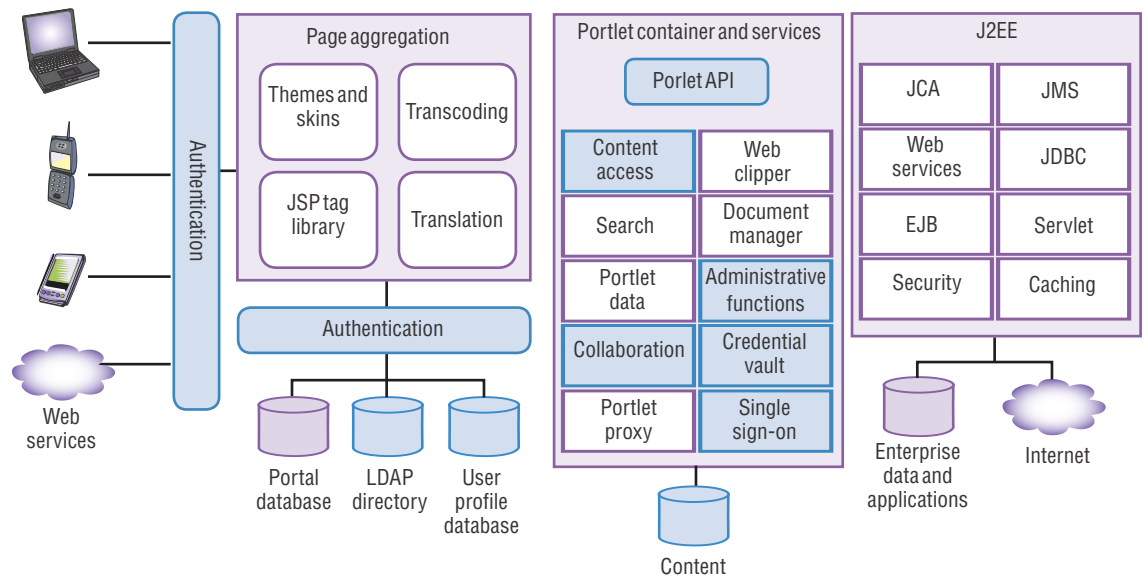 Authentication
Web
services
Page aggregation
Themes and
skins
Transcoding
JSP tag
library
Translation
Authentication
Portal
database
LDAP
directory
User
profile
database
Portlet container and services
Porlet API
Content
access
Web
clipper
Search
Document
manager
Portlet
data
Administrative
functions
Collaboration
Credential
vault
Portlet
proxy
Single
sign-on
Content
J2EE
JCA
JMS
Web
services
JDBC
EJB
Servlet
Security
Caching
Enterprise
data and
applications
Internet